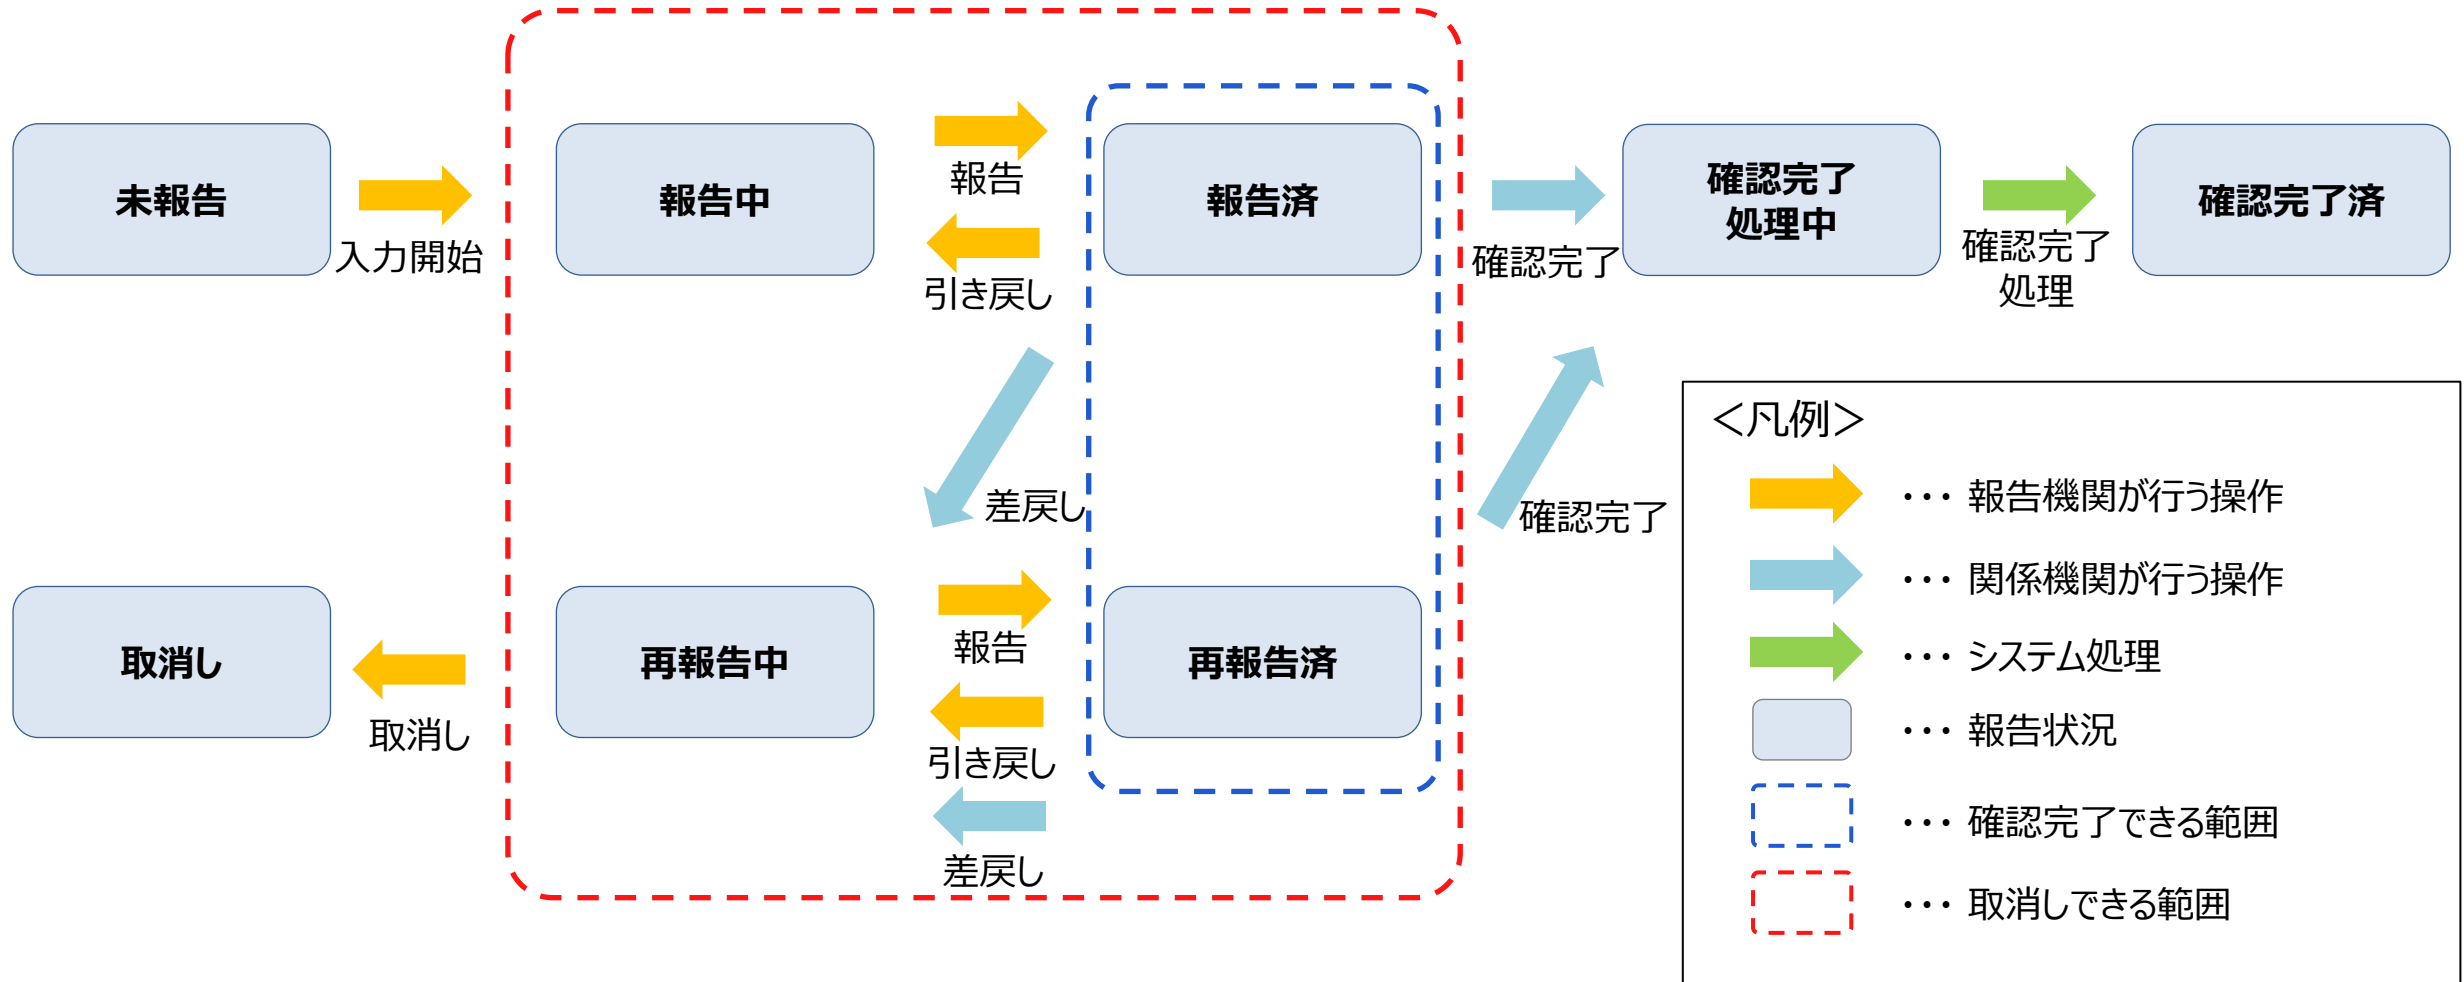 未報告
入力開始
報告中
報告
引き戻し
報告済
確認完了
確認完了
処理中
確認完了
処理
確認完了済
差戻し
確認完了
取消し
取消し
再報告中
報告
引き戻し
差戻し
再報告済
＜凡例＞
・・・ 報告機関が行う操作
・・・ 関係機関が行う操作
・・・ システム処理
・・・ 報告状況
・・・ 確認完了できる範囲
・・・ 取消しできる範囲